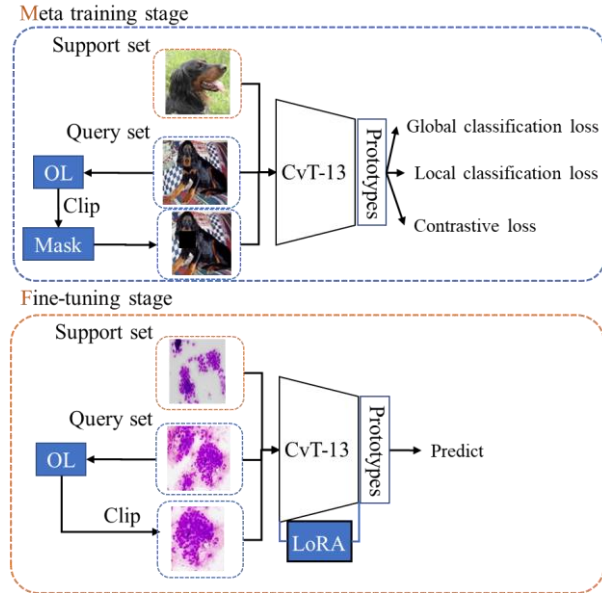 Meta training stage
Support set
Query set
OL
Clip
Mask
CvT-13
Prototypes
Global classification loss
Local classification loss
Contrastive loss
Fine-tuning stage
Support set
Query set
OL
Clip
CvT-13
Prototypes
Predict
LoRA